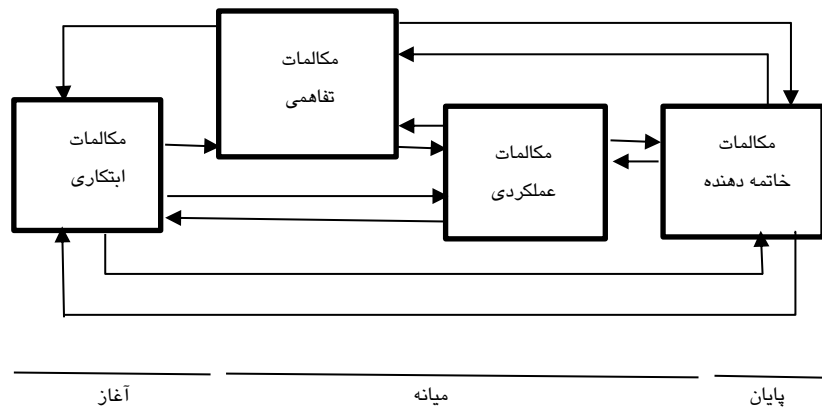 مکالمات
تفاهمی
مکالمات
ابتکاری
مکالمات
عملکردی
مکالمات
خاتمه دهنده
آغاز
میانه
پایان